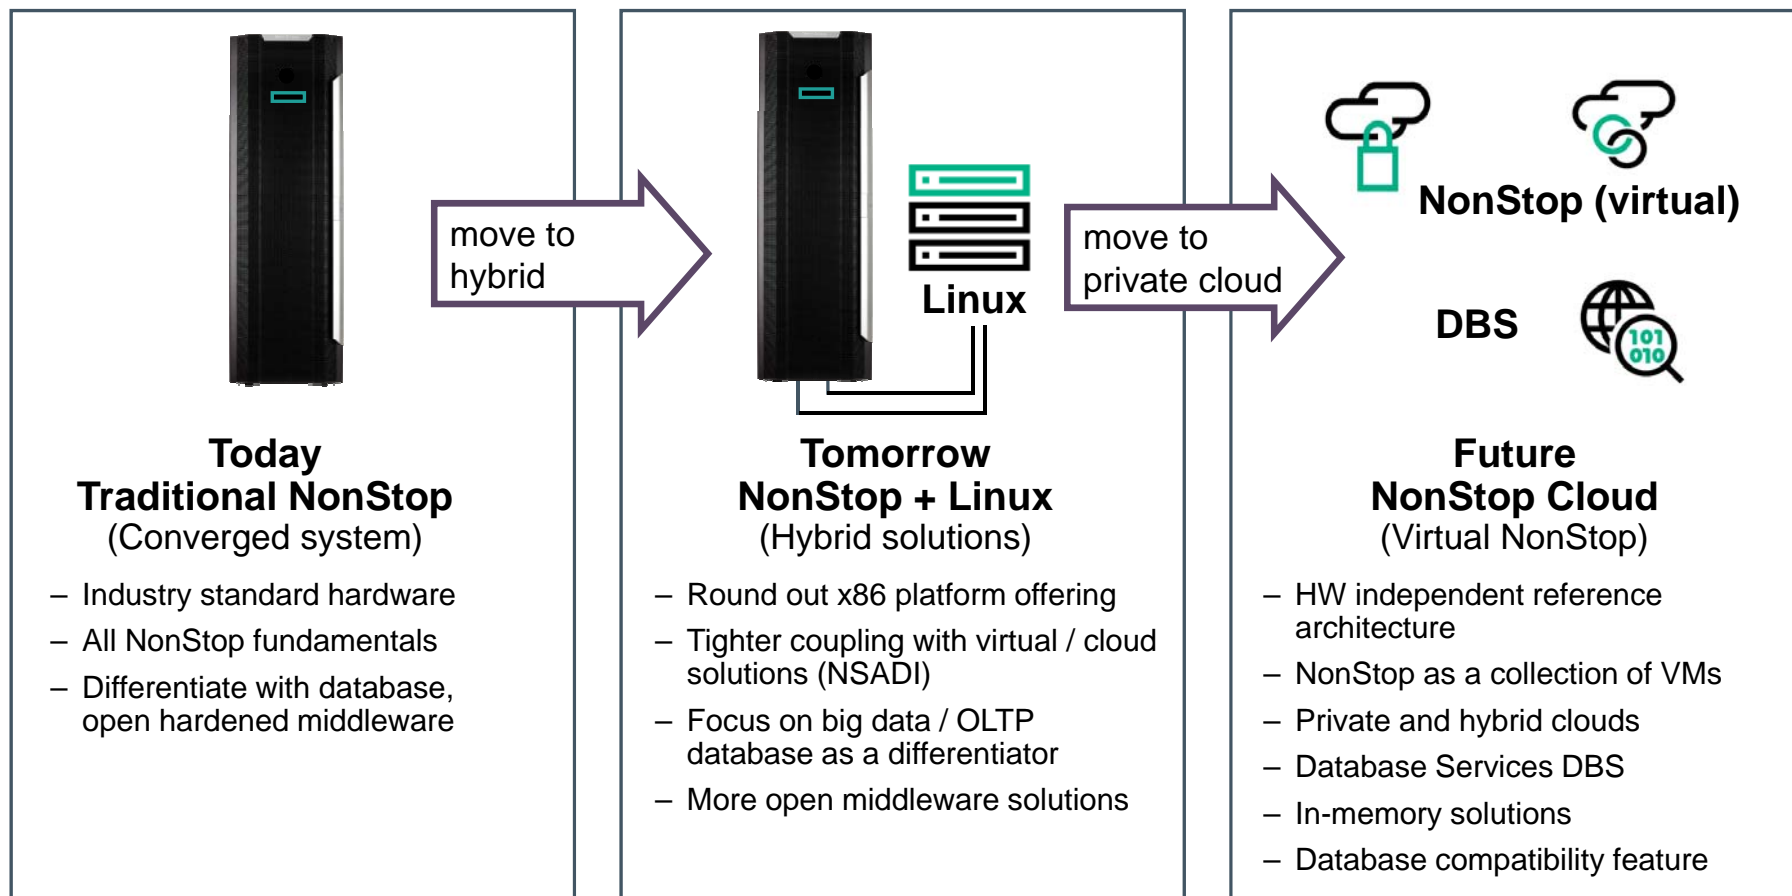 move to
hybrid
Today
Traditional NonStop
(Converged system)
– Industry standard hardware
– All NonStop fundamentals
– Differentiate with database,
open hardened middleware
Linux
move to
private cloud
Tomorrow
NonStop + Linux
(Hybrid solutions)
– Round out x86 platform offering
– Tighter coupling with virtual / cloud
solutions (NSADI)
– Focus on big data / OLTP
database as a differentiator
– More open middleware solutions
NonStop (virtual)
DBS
101
010
Future
NonStop Cloud
(Virtual NonStop)
– HW independent reference
architecture
– NonStop as a collection of VMs
– Private and hybrid clouds
– Database Services DBS
– In-memory solutions
– Database compatibility feature